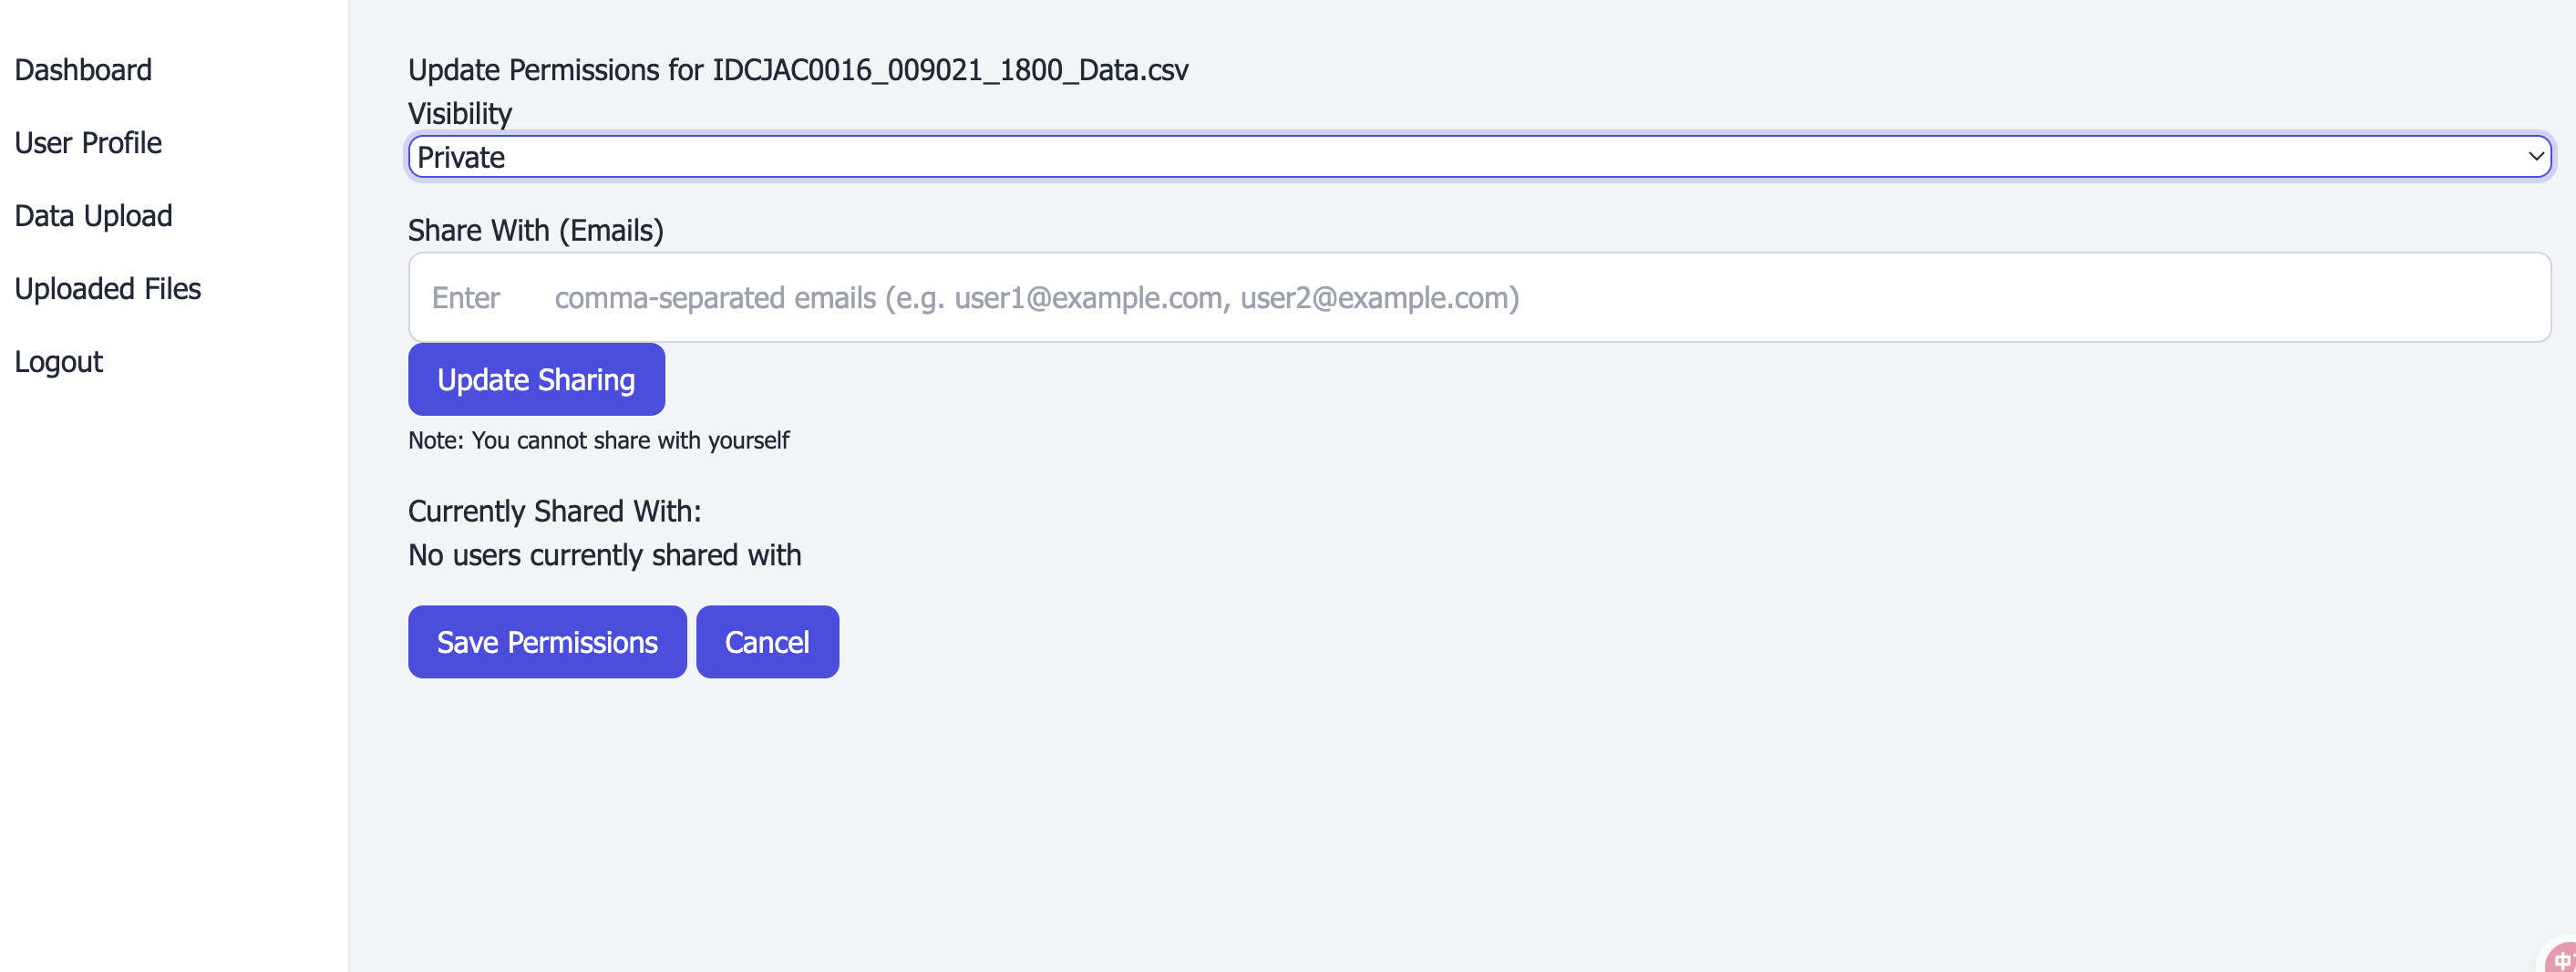 Dashboard
User Profile
Data Upload
Uploaded Files
Logout
Update Permissions for IDCJAC0016_009021_1800_Data.csv
Visibility
Private
Share With (Emails)
Enter comma-separated emails (e.g. user1@example.com, user2@example.com)
Update Sharing
Note: You cannot share with yourself
Currently Shared With:
No users currently shared with
Save Permissions
Cancel
中